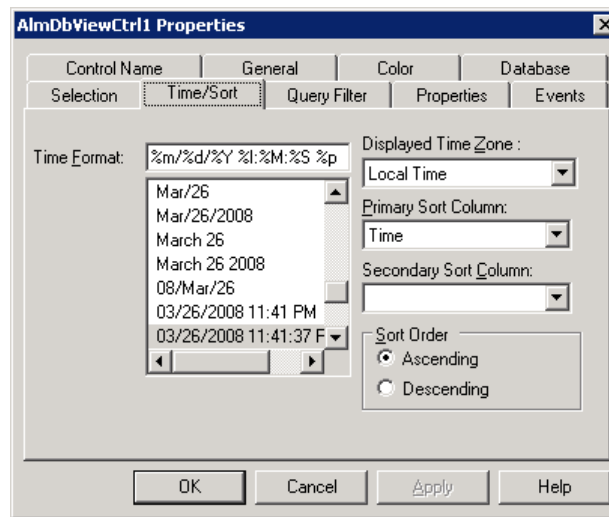 AlmDbViewCtrl1 Properties
Control Name
General
Color
Database
Selection
Time/Sort
Query Filter
Properties
Events
Time Format:
%m/%d/%Y %I:%M:%S %p
Mar/26
Mar/26/2008
March 26
March 26 2008
08/Mar/26
03/26/2008 11:41 PM
03/26/2008 11:41:37 F
Displayed Time Zone :
Local Time
Primary Sort Column:
Time
Secondary Sort Column:
Sort Order
Ascending
Descending
OK
Cancel
Apply
Help